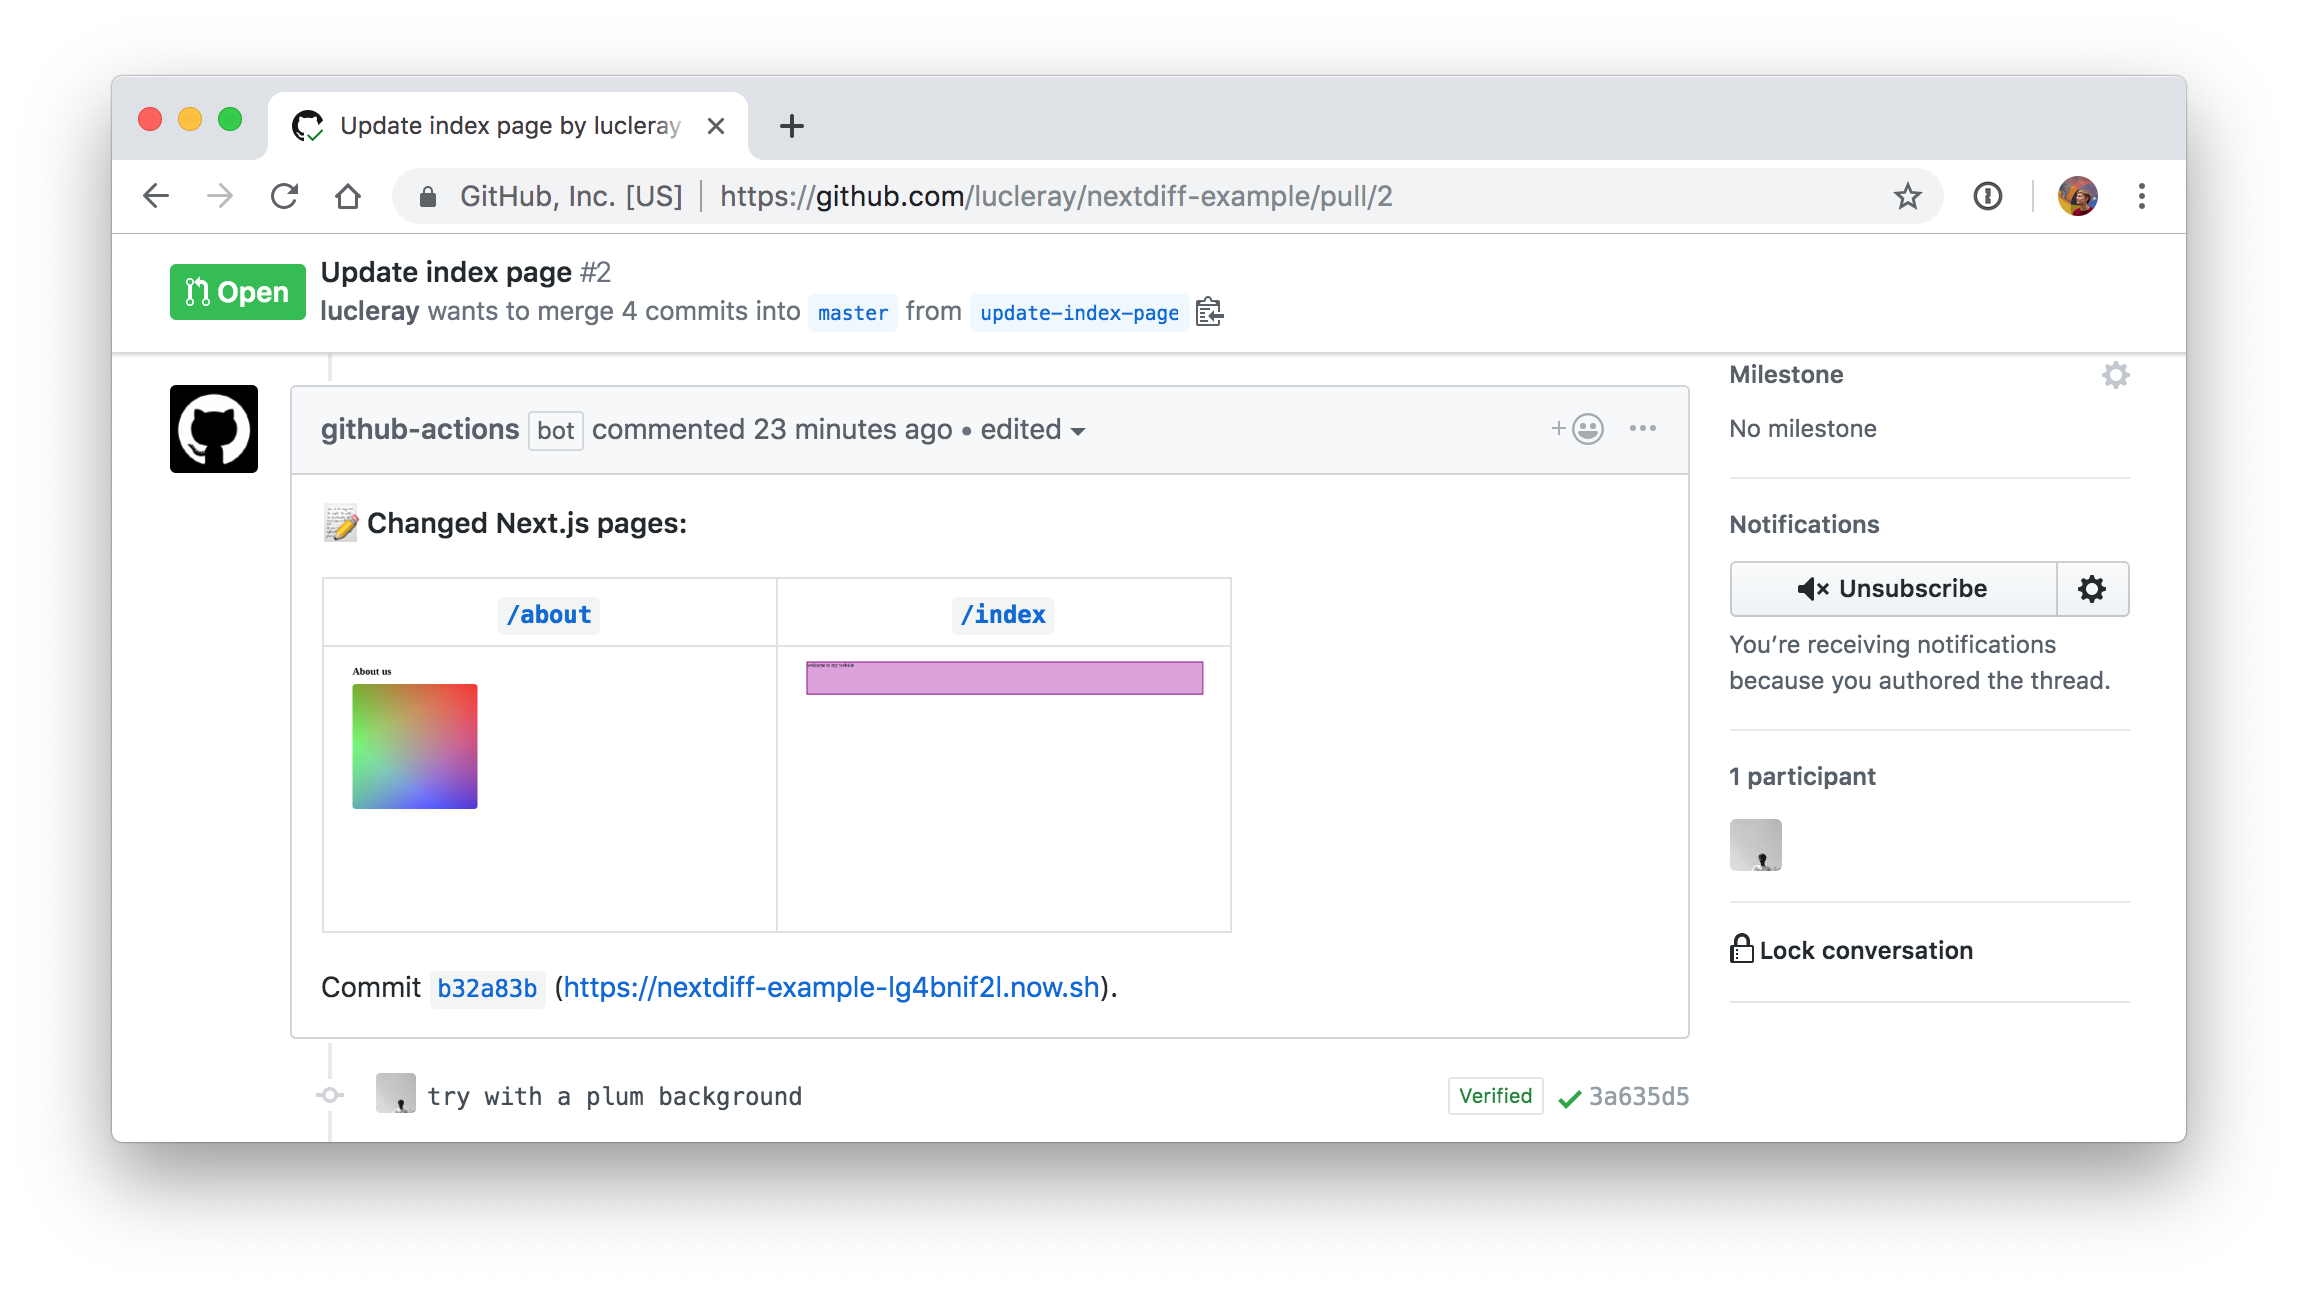 Update index page by lucleray
GitHub, Inc. [US] | https://github.com/lucleray/nextdiff-example/pull/2
Open
Update index page #2
lucleray wants to merge 4 commits into master from update-index-page
Milestone
No milestone
github-actions bot commented 23 minutes ago • edited
Changed Next.js pages:
/about
/index
About us
welcome to my website
Commit b32a83b (https://nextdiff-example-lg4bnif2l.now.sh).
try with a plum background
Verified
3a635d5
Notifications
Unsubscribe
You’re receiving notifications
because you authored the thread.
1 participant
Lock conversation